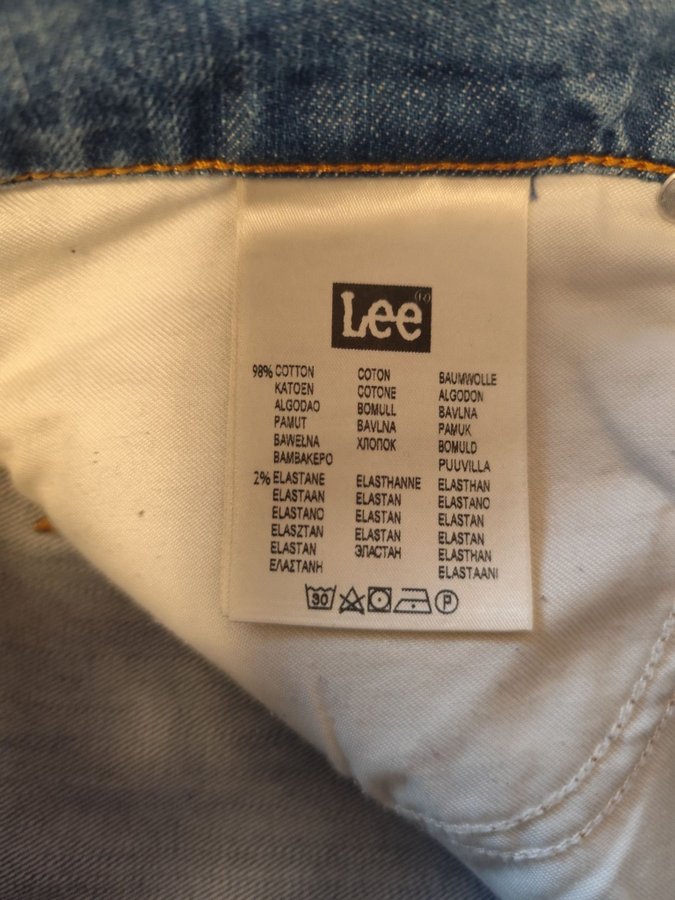 Lee (R)
98% COTTON COTON BAUMWOLLE
KATOEN COTONE ALGODON
ALGODAO BOMULL BAVLNA
PAMUT BAVLNA PAMUK
BAWEŁNA ХЛОПОК BOMULD
ΒΑΜΒΑΚΕΡΟ PUUVILLA
2% ELASTANE ELASTHANNE ELASTHAN
ELASTAAN ELASTAN ELASTANO
ELASTANO ELASTAN ELASTAN
ELASZTAN ELASTAN ELASTAN
ELASTAN ЭЛАСТАН ELASTHAN
ΕΛΑΣΤΑΝΗ ELASTAANI
30 P